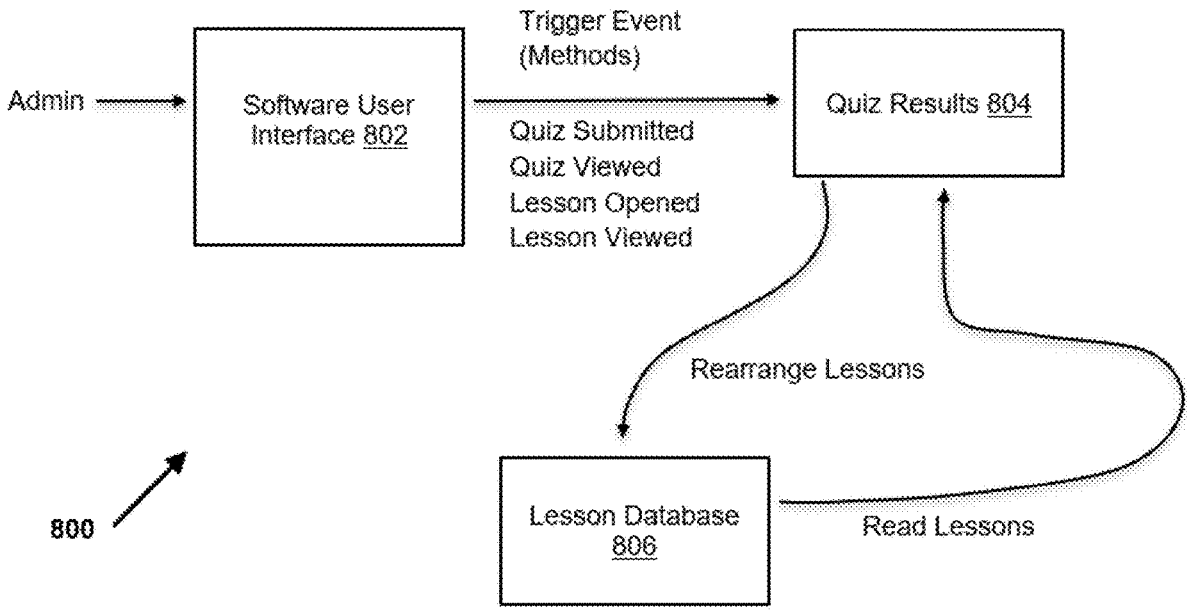 Trigger Event
(Methods)
Admin
Software User
Interface 802
Quiz Results 804
Quiz Submitted
Quiz Viewed
Lesson Opened
Lesson Viewed
Rearrange Lessons
800
Lesson Database
806
Read Lessons